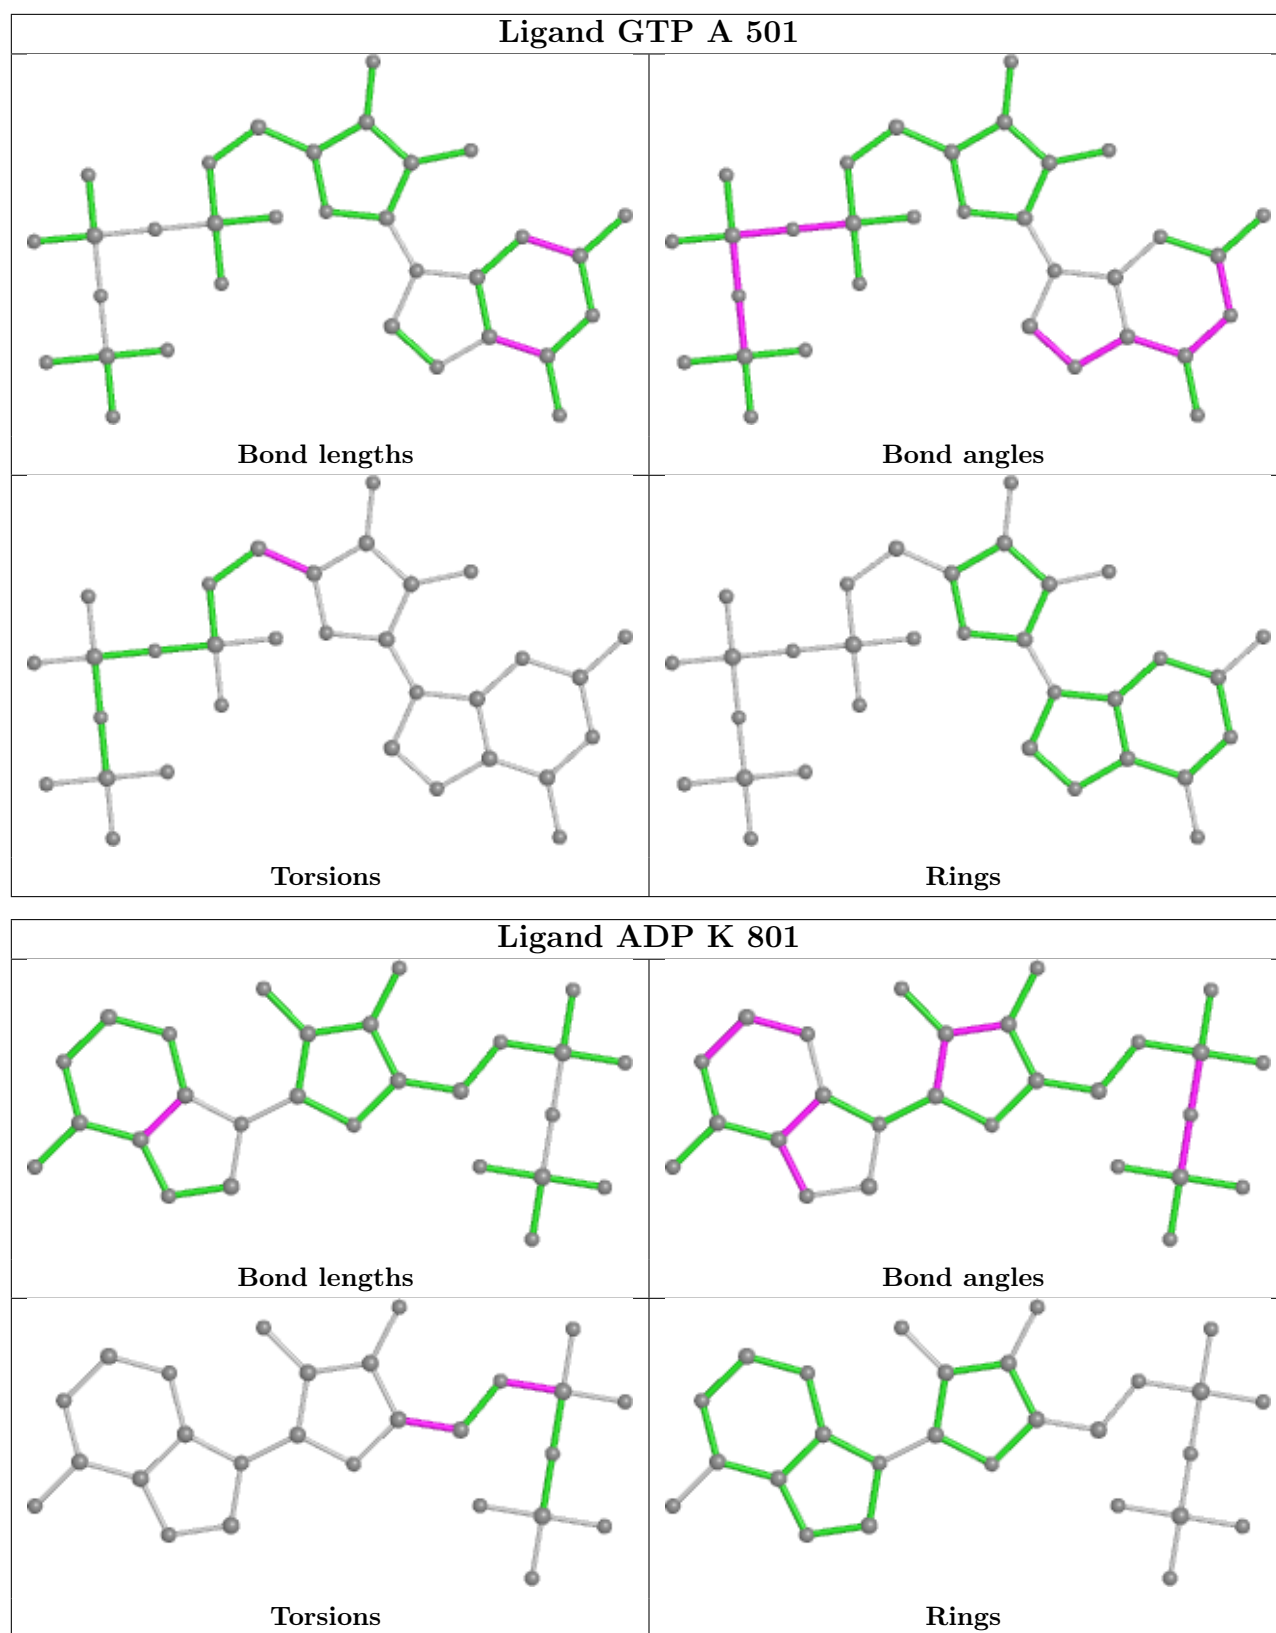 Ligand GTP A 501
Bond lengths
Bond angles
Torsions
Rings
Ligand ADP K 801
Bond lengths
Bond angles
Torsions
Rings